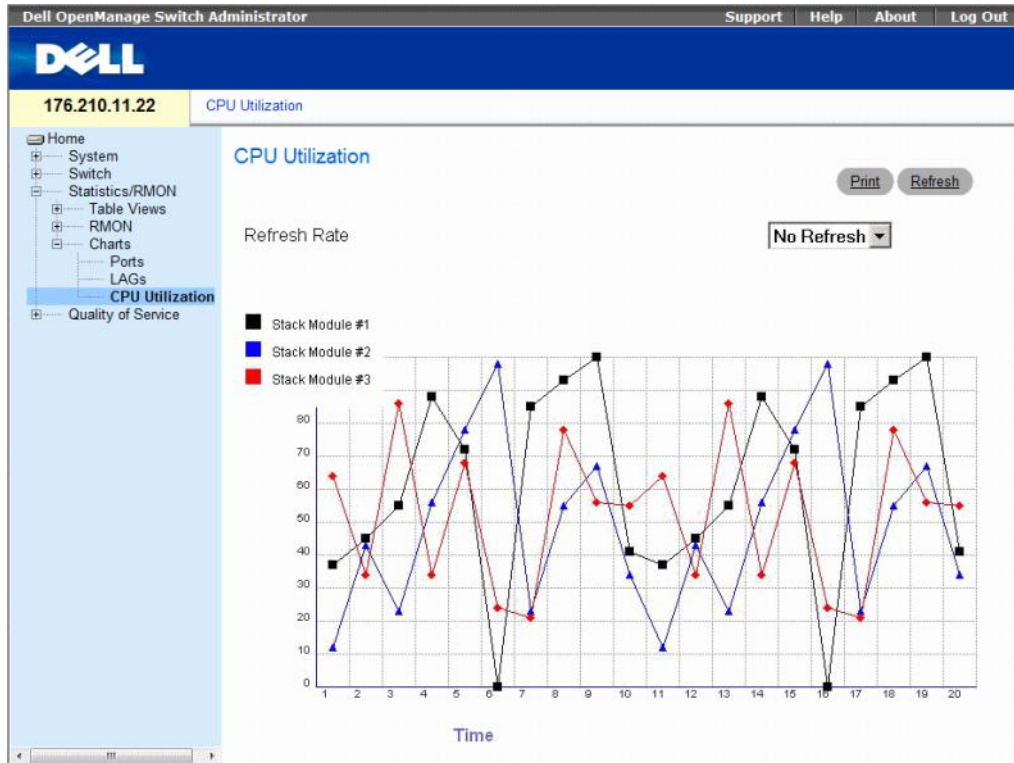 Dell OpenManage Switch Administrator
Support Help About Log Out
DELL
176.210.11.22
CPU Utilization
Home
System
Switch
Statistics/RMON
Table Views
RMON
Charts
Ports
LAGs
CPU Utilization
Quality of Service
CPU Utilization
Print Refresh
Refresh Rate
No Refresh
Stack Module #1
Stack Module #2
Stack Module #3
80
70
60
50
40
30
20
10
0
1 2 3 4 5 6 7 8 9 10 11 12 13 14 15 16 17 18 19 20
Time